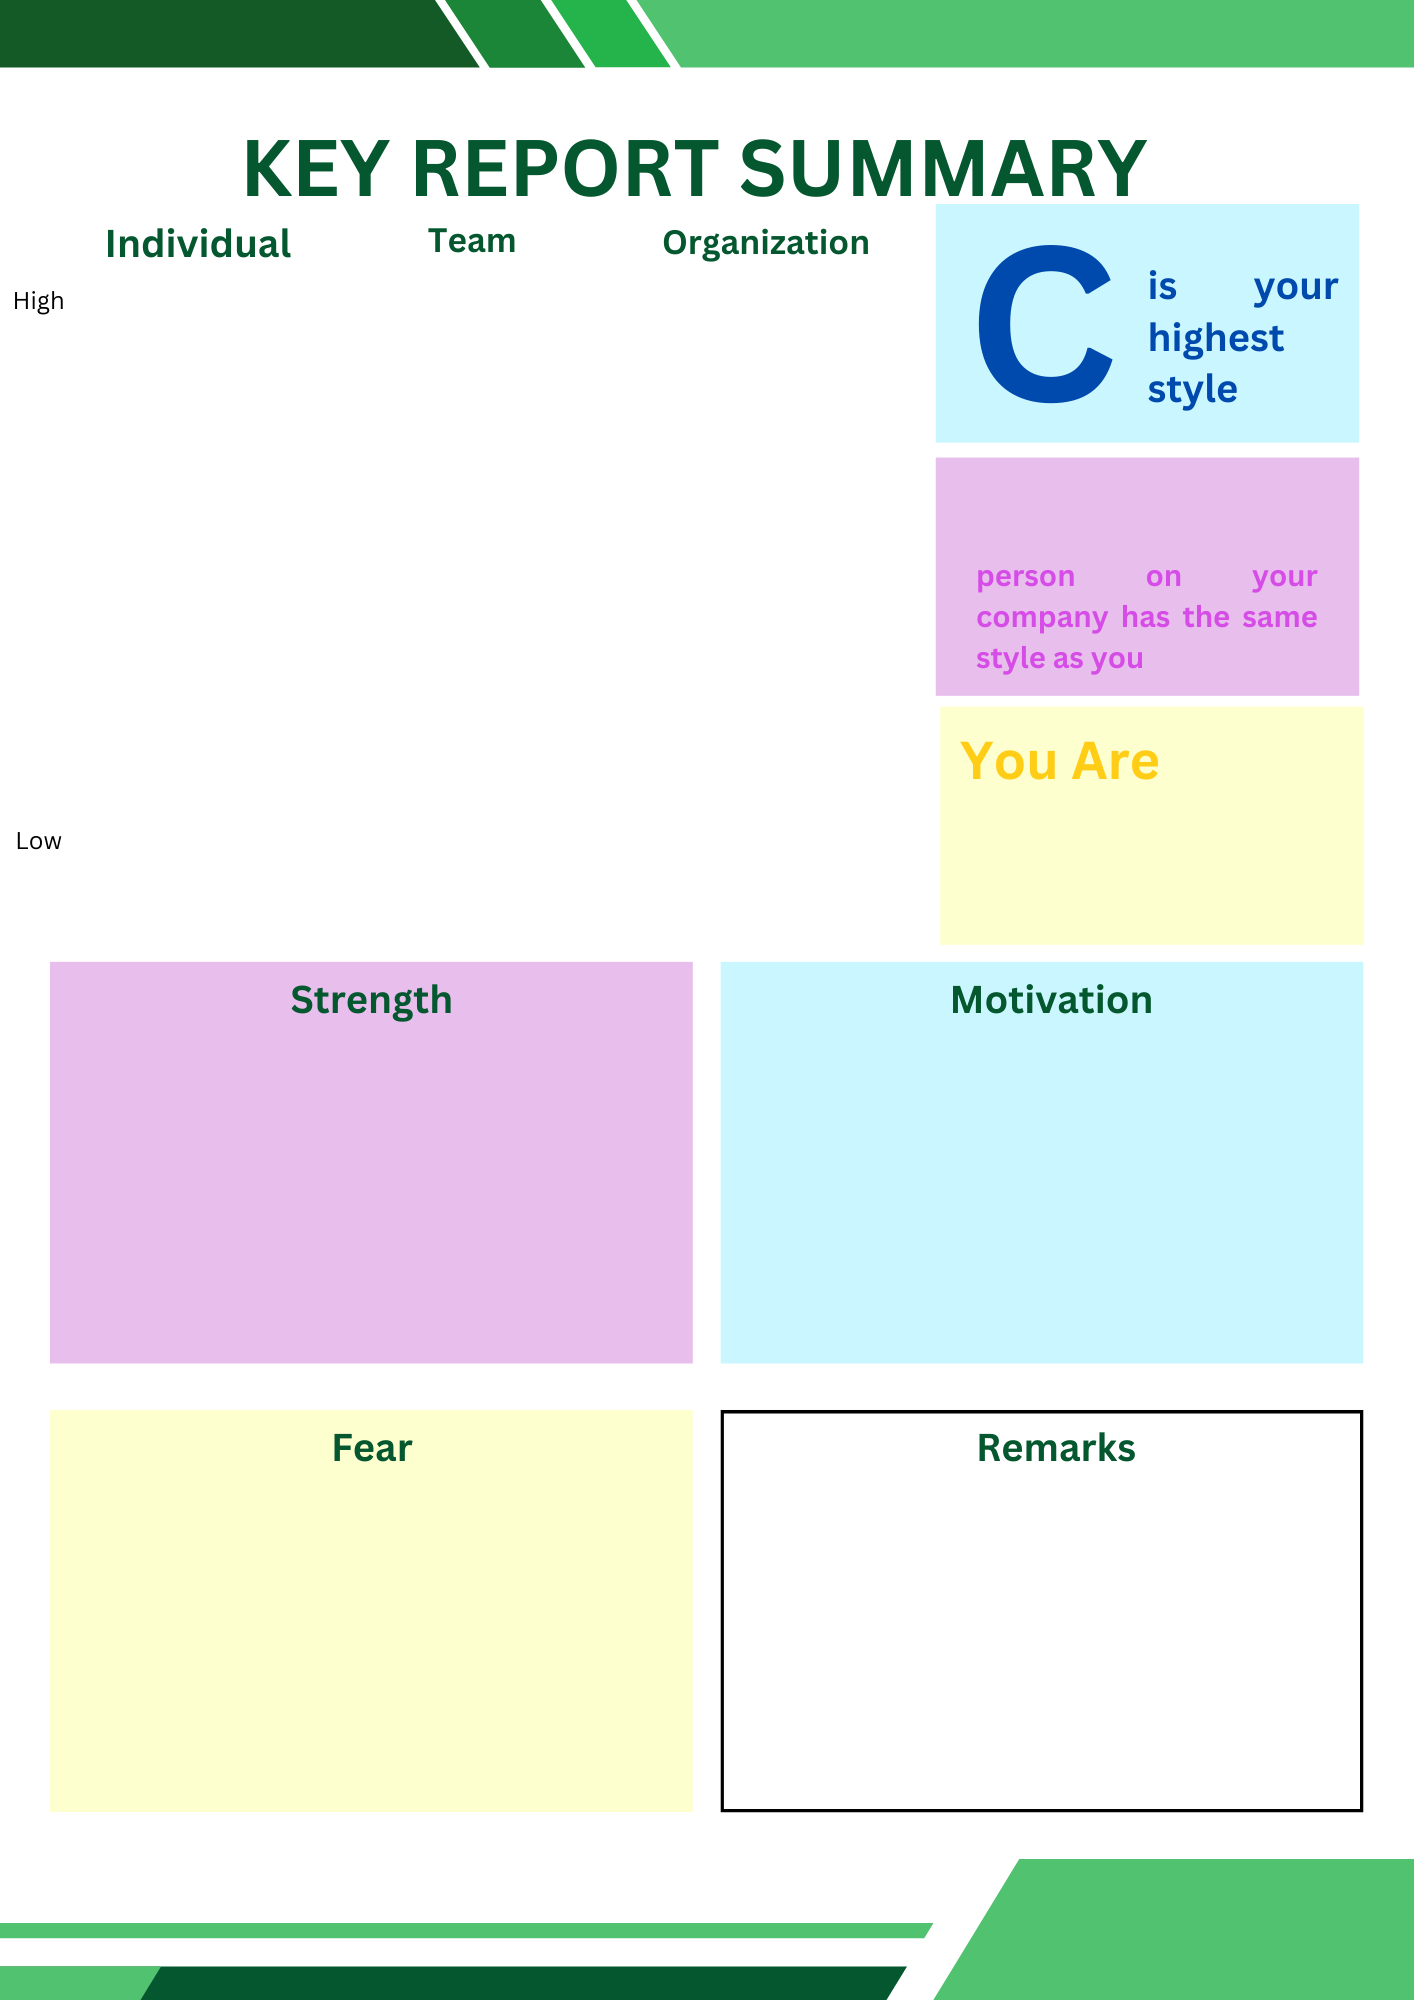 KEY REPORT SUMMARY
Individual
Team
Organization
High
Low
C
is your
highest
style
person on your
company has the same
style as you
You Are
Strength
Motivation
Fear
Remarks